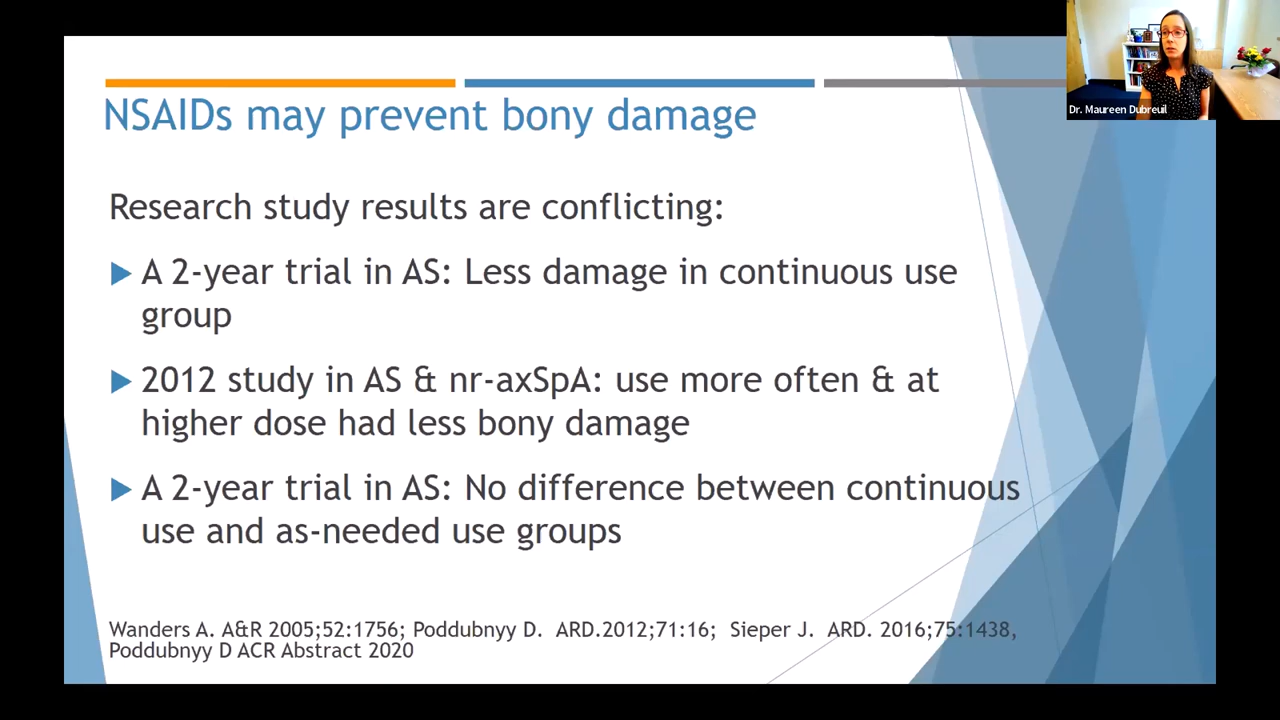 NSAIDs may prevent bony damage
Dr. Maureen Dubreuil
Research study results are conflicting:
A 2-year trial in AS: Less damage in continuous use
group
2012 study in AS & nr-axSpA: use more often & at
higher dose had less bony damage
A 2-year trial in AS: No difference between continuous
use and as-needed use groups
Wanders A. A&R 2005;52:1756; Poddubnyy D. ARD.2012;71:16; Sieper J. ARD. 2016;75:1438,
Poddubnyy D ACR Abstract 2020